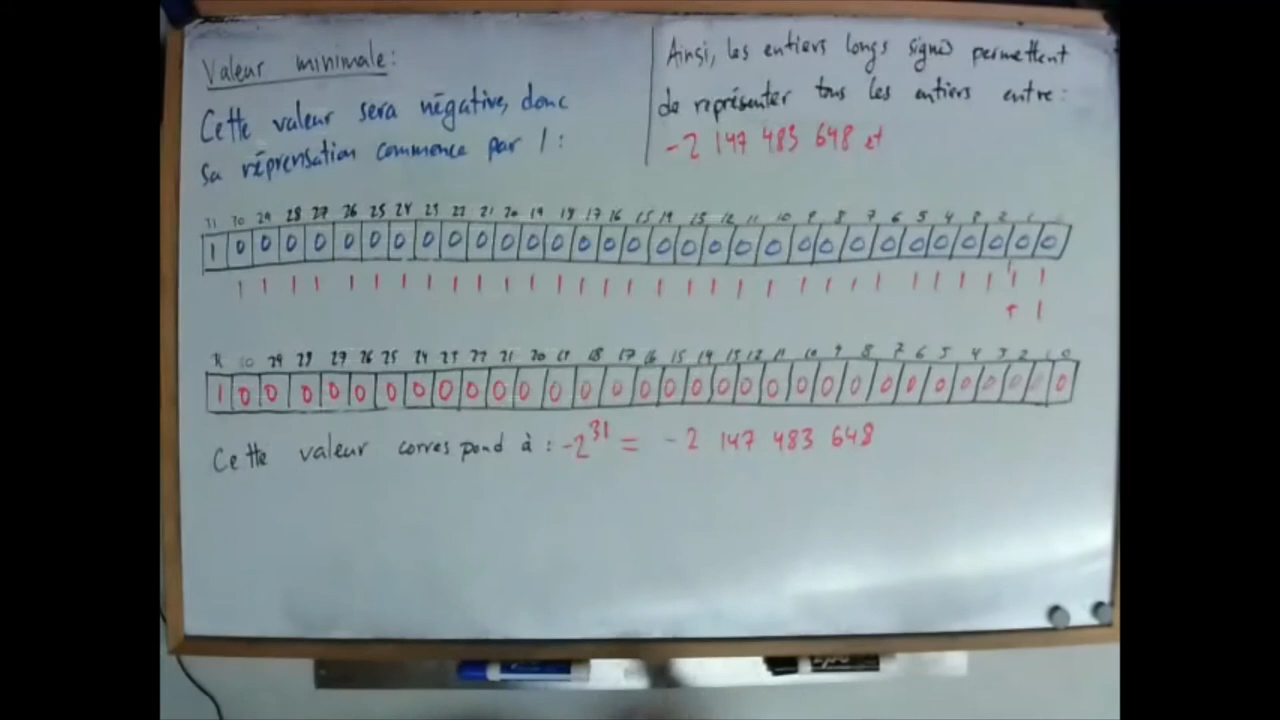 Valeur minimale:
Cette valeur sera négative, donc
sa réprensation commence par 1:
Ainsi, les entiers longs signés permettent
de représenter tous les entiers entre:
-2 147 483 648 et
31 30 29 28 27 26 25 24 23 22 21 20 19 18 17 16 15 14 13 12 11 10 9 8 7 6 5 4 3 2 1
1 0 0 0 0 0 0 0 0 0 0 0 0 0 0 0 0 0 0 0 0 0 0 0 0 0 0 0 0 0 0 0
1 1 1 1 1 1 1 1 1 1 1 1 1 1 1 1 1 1 1 1 1 1 1 1 1 1 1 1 1 1 1
+ 1
31 30 29 28 27 26 25 24 23 22 21 20 19 18 17 16 15 14 13 12 11 10 9 8 7 6 5 4 3 2 1 0
1 0 0 0 0 0 0 0 0 0 0 0 0 0 0 0 0 0 0 0 0 0 0 0 0 0 0 0 0 0 0 0
Cette valeur correspond à : -2^31 = -2 147 483 648